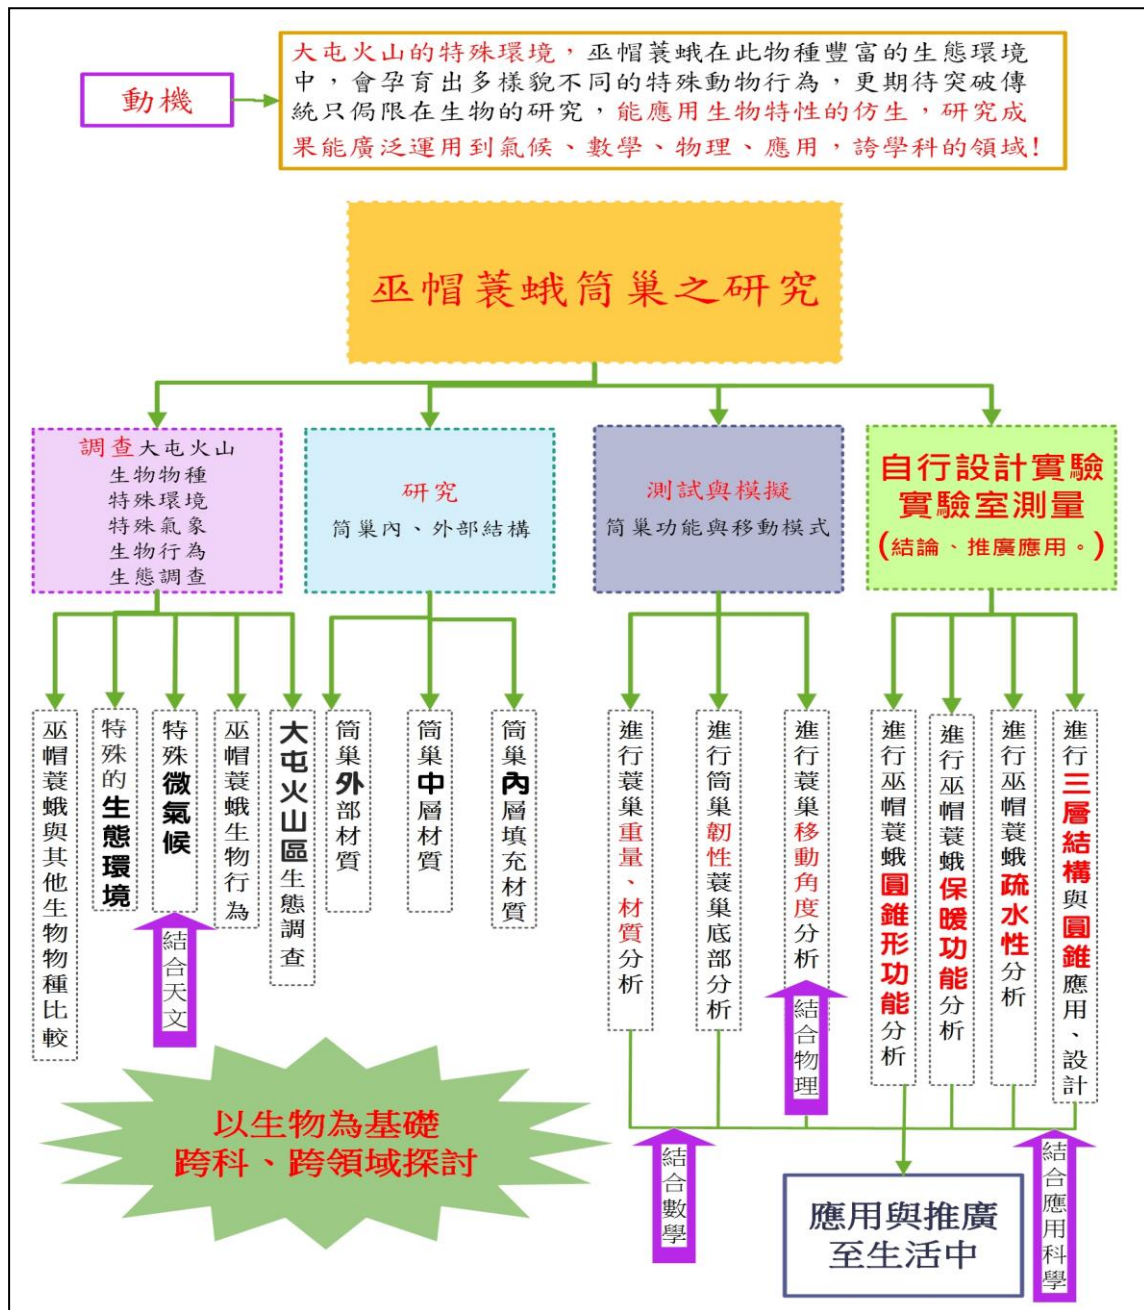 動機
大屯火山的特殊環境，巫帽蓑蛾在此物種豐富的生態環境
中，會孕育出多樣貌不同的特殊動物行為，更期待突破傳
統只侷限在生物的研究，能應用生物特性的仿生，研究成
果能廣泛運用到氣候、數學、物理、應用，誇學科的領域!
巫帽蓑蛾筒巢之研究
調查大屯火山
生物物種
特殊環境
特殊氣象
生物行為
生態調查
研究
筒巢內、外部結構
測試與模擬
筒巢功能與移動模式
自行設計實驗
實驗室測量
(結論、推廣應用。)
巫帽蓑蛾與其他生物物種比較
特殊的生態環境
特殊微氣候
巫帽蓑蛾生物行為
大屯火山區生態調查
筒巢外部材質
筒巢中層材質
筒巢內層填充材質
進行蓑巢重量、材質分析
進行筒巢韌性蓑巢底部分析
進行蓑巢移動角度分析
進行巫帽蓑蛾圓錐形功能分析
進行巫帽蓑蛾保暖功能分析
進行巫帽蓑蛾疏水性分析
進行三層結構與圓錐應用、設計
結合天文
結合物理
以生物為基礎
跨科、跨領域探討
結合數學
應用與推廣
至生活中
結合應用科學